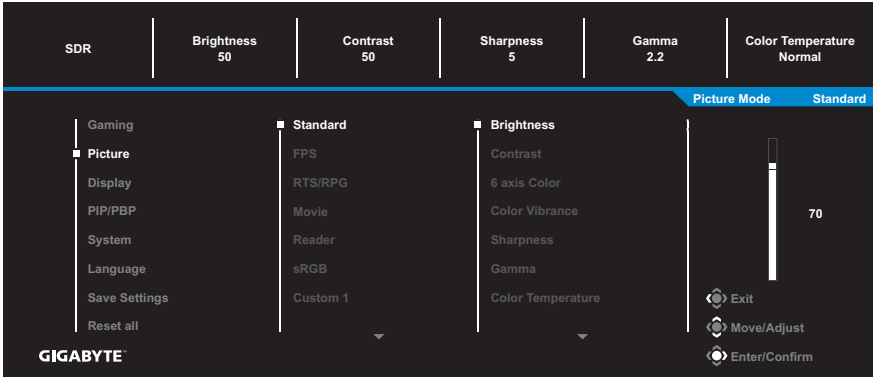 SDR
Brightness
50
Contrast
50
Sharpness
5
Gamma
2.2
Color Temperature
Normal
Picture Mode Standard
Gaming
Picture
Display
PIP/PBP
System
Language
Save Settings
Reset all
Standard
FPS
RTS/RPG
Movie
Reader
sRGB
Custom 1
Brightness
Contrast
6 axis Color
Color Vibrance
Sharpness
Gamma
Color Temperature
70
Exit
Move/Adjust
Enter/Confirm
GIGABYTE